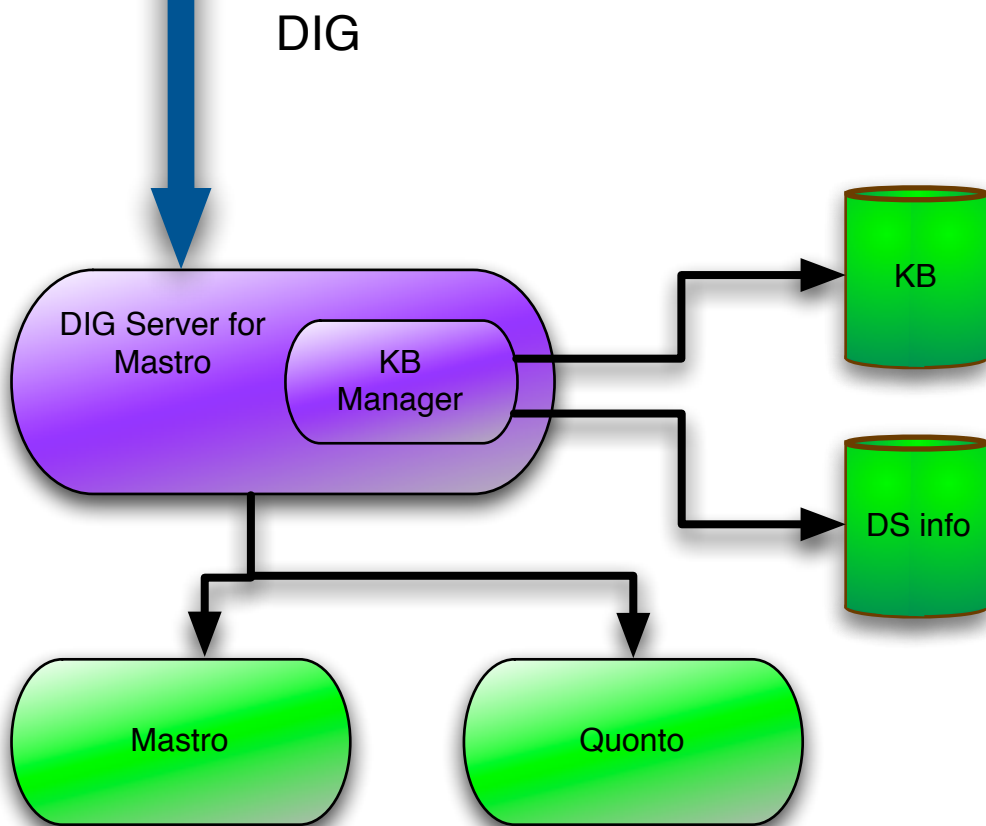 DIG
DIG Server for
Mastro
KB
Manager
KB
DS info
Mastro
Quonto